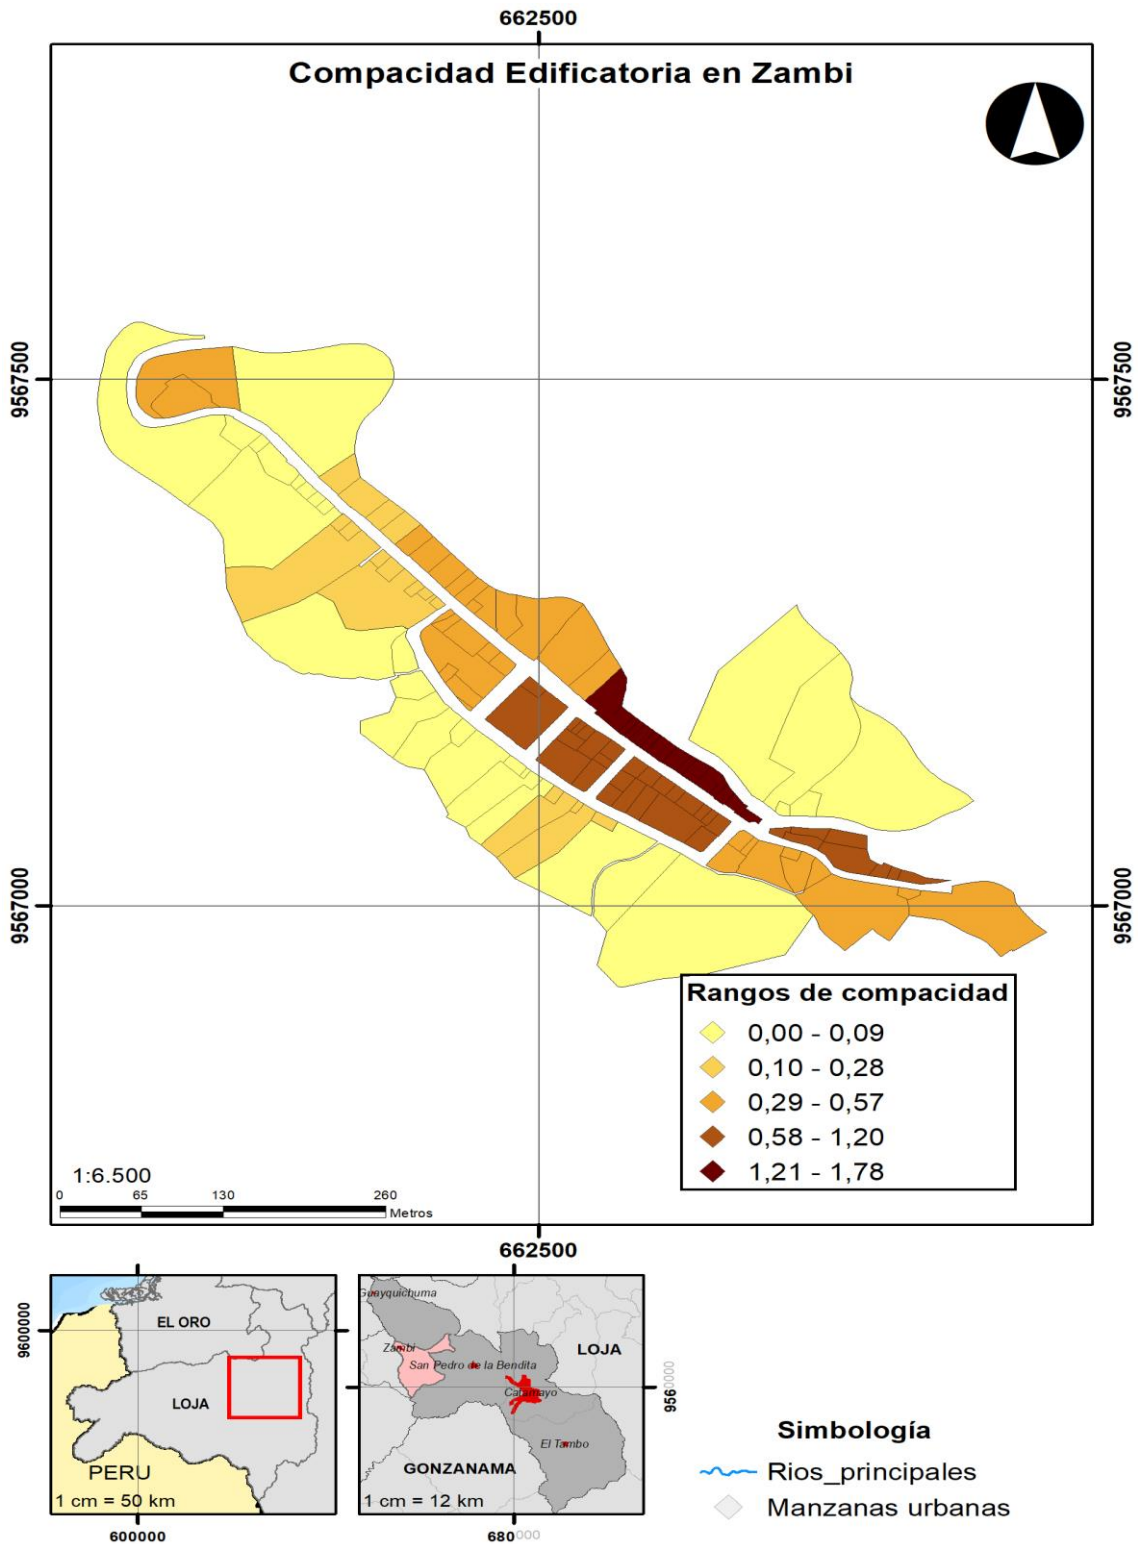 662500
Compacidad Edificatoria en Zambi
9567500
9567500
9567000
9567000
Rangos de compacidad
0,00 - 0,09
0,10 - 0,28
0,29 - 0,57
0,58 - 1,20
1,21 - 1,78
1:6.500
0 65 130 260
Metros
662500
9600000
EL ORO
LOJA
PERU
1 cm = 50 km
600000
Guayquichuma
Zambi
San Pedro de la Bendita
LOJA
Catamayo
El Tambo
GONZANAMA
1 cm = 12 km
9560000
680000
Simbología
Rios_principales
Manzanas urbanas